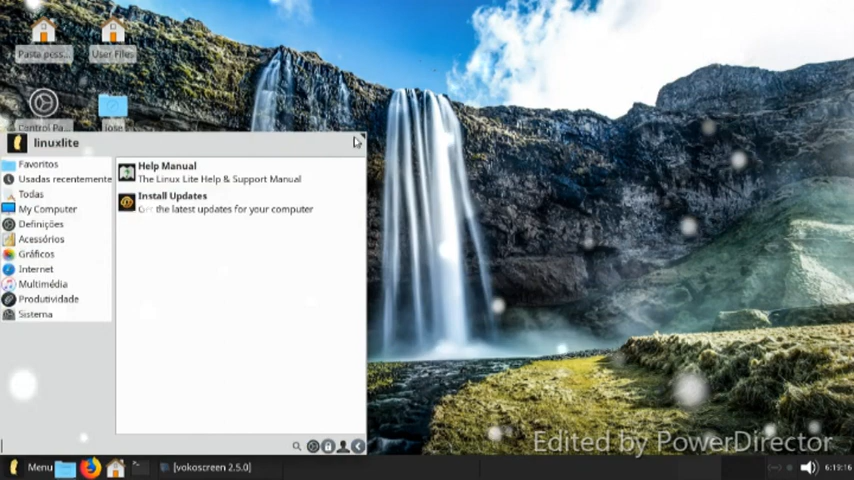 Pasta pess...
User Files
Control Pa...
jose
linuxlite
Favoritos
Usadas recentemente
Todas
My Computer
Definições
Acessórios
Gráficos
Internet
Multimédia
Produtividade
Sistema
Help Manual
The Linux Lite Help & Support Manual
Install Updates
Get the latest updates for your computer
Edited by PowerDirector
Menu
[vokoscreen 2.5.0]
6:19:16